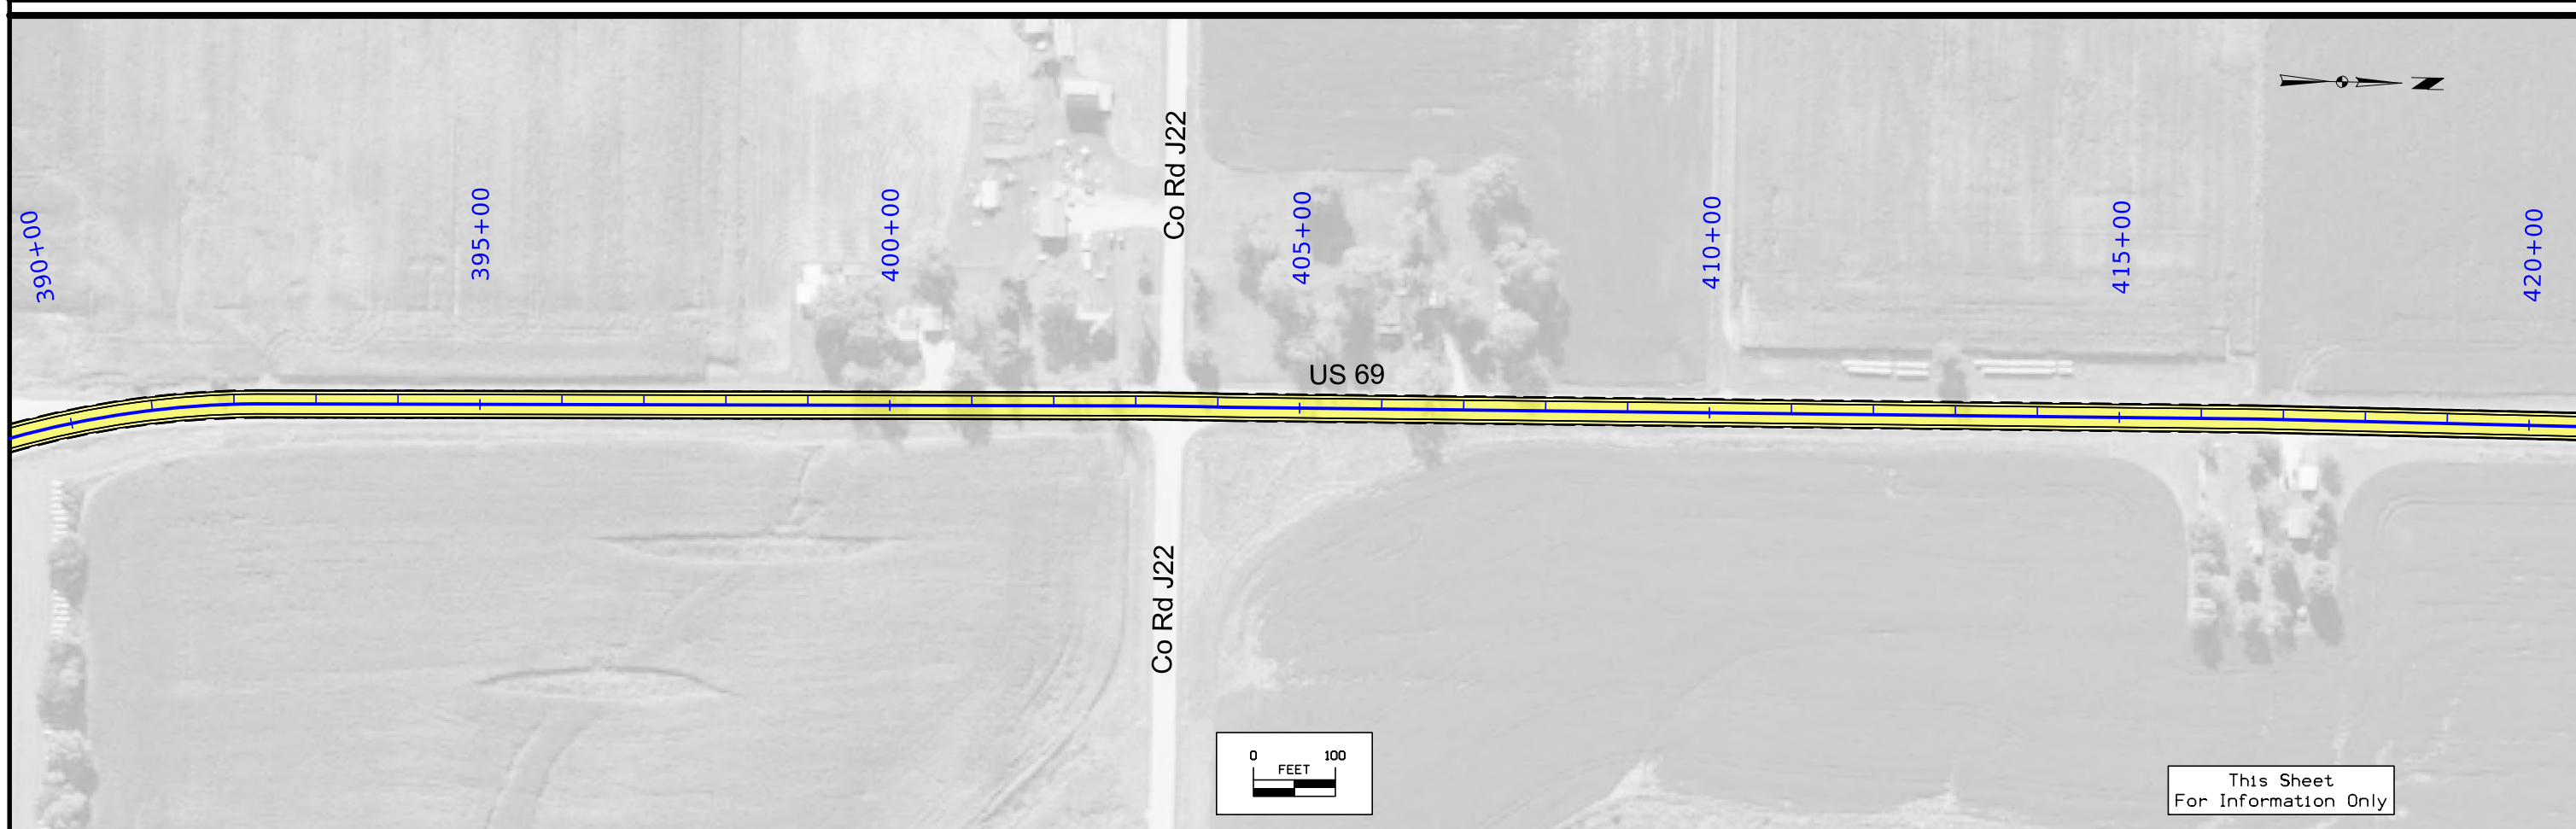 N
Co Rd J22
390+00
395+00
400+00
405+00
410+00
415+00
420+00
US 69
Co Rd J22
0 100
FEET
This Sheet
For Information Only